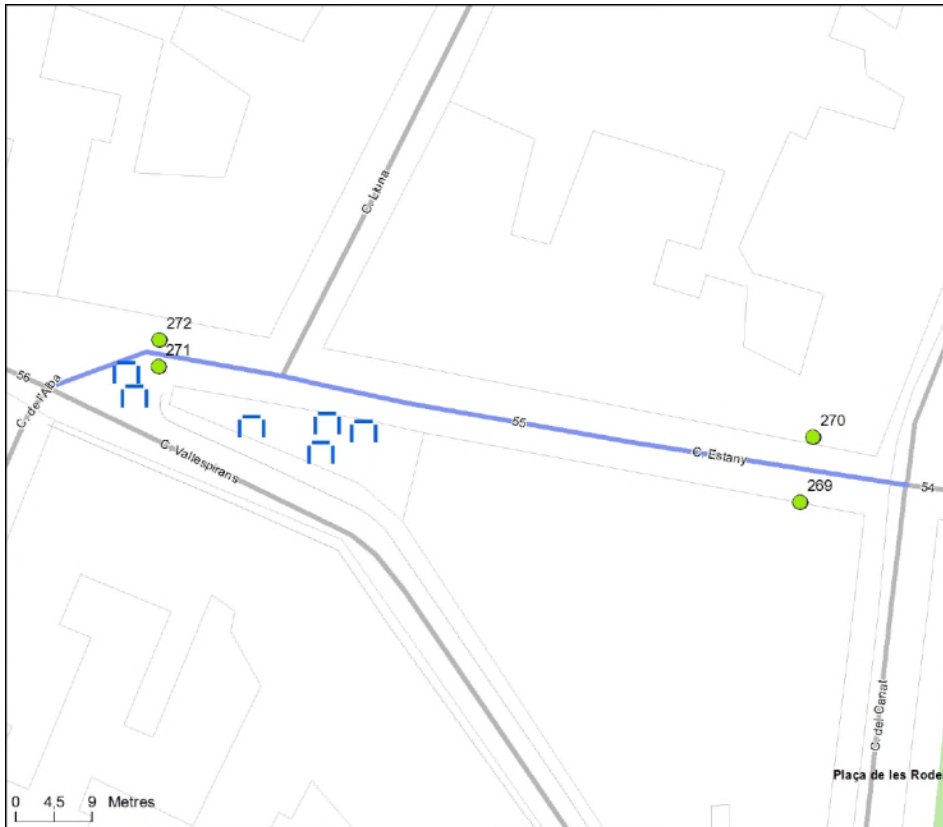 C. Lluna
272
271
56
C. de l'Alba
C. Vallespirans
55
C. Estany
270
269
54
C. del Canat
Plaça de les Rode
0 4,5 9 Metres